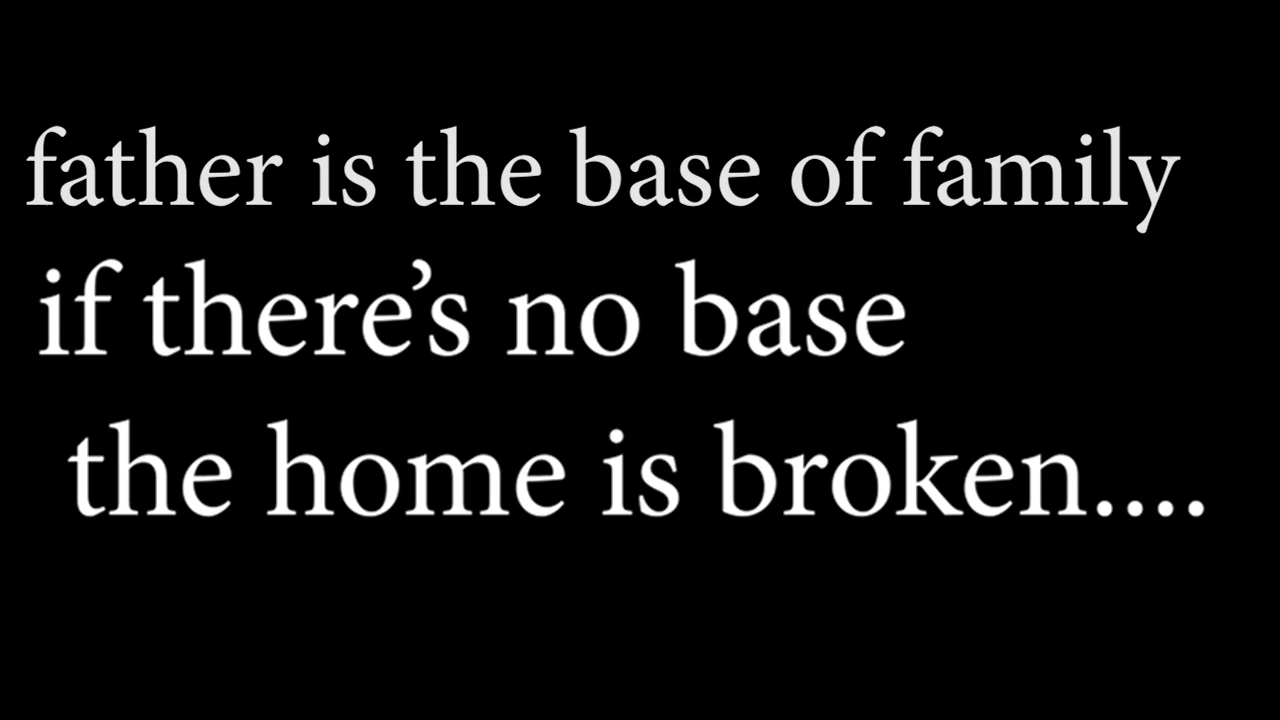 father is the base of family
if there’s no base
the home is broken....